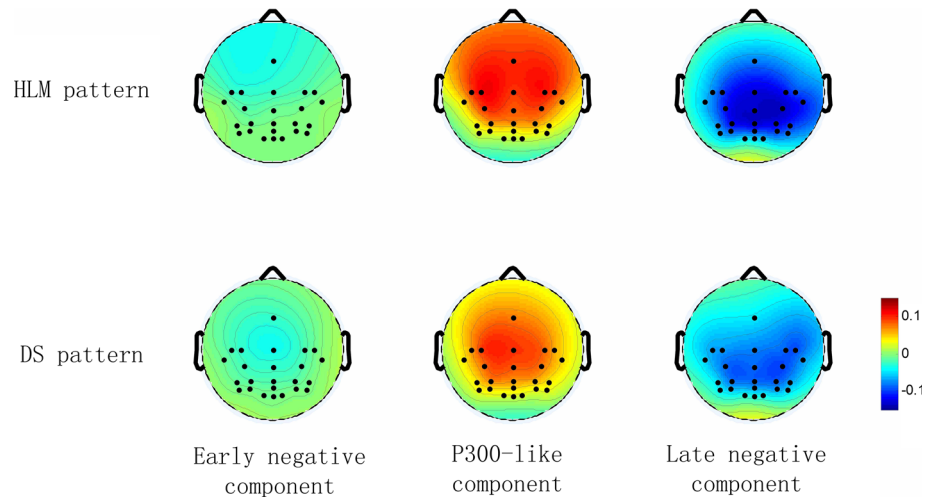 HLM pattern
DS pattern
0.1
0
-0.1
Early negative
component
P300-like
component
Late negative
component